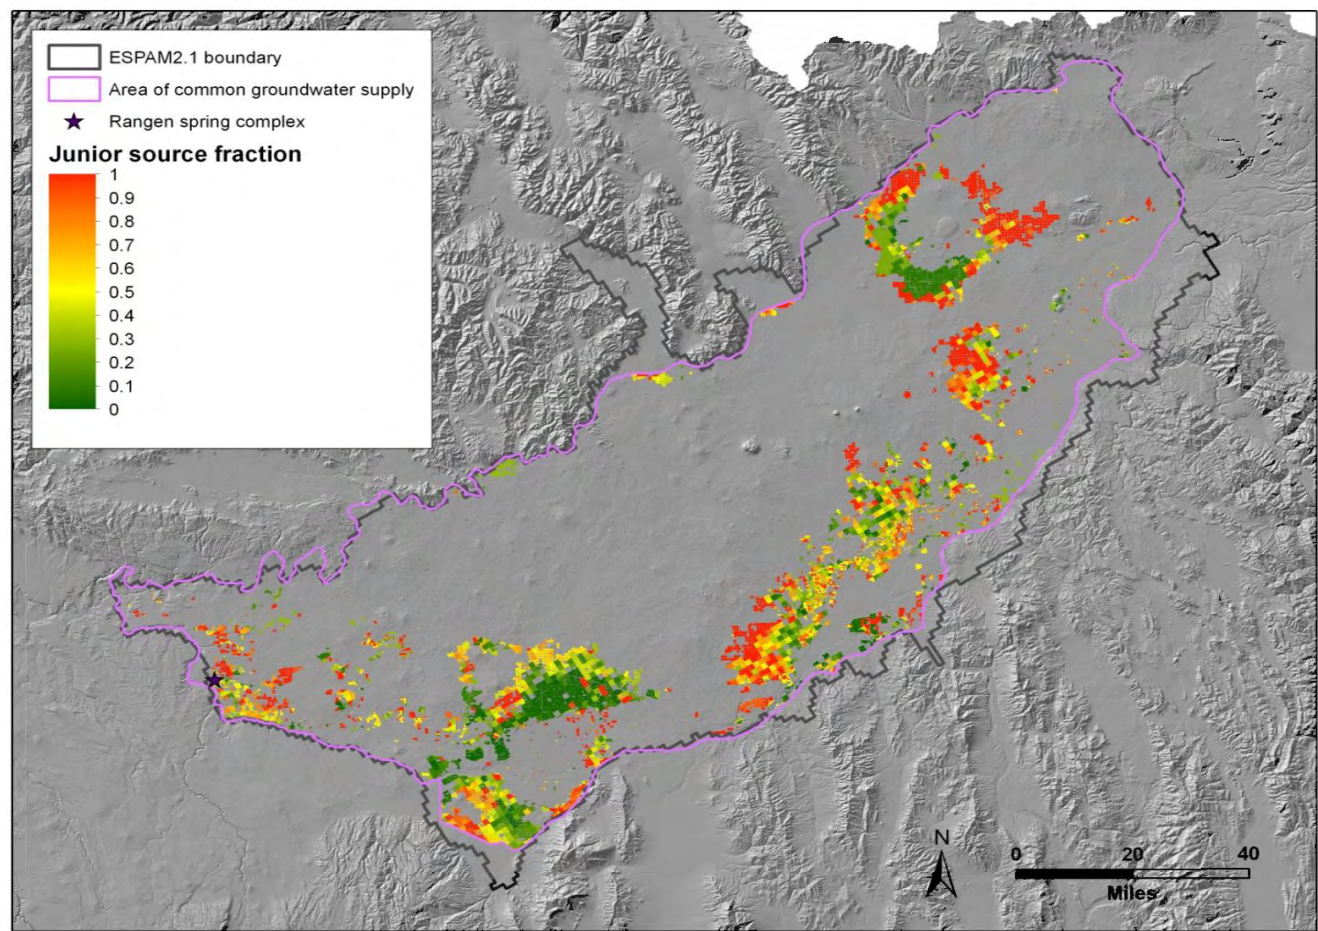 ESPAM2.1 boundary
Area of common groundwater supply
Rangen spring complex
Junior source fraction
1
0.9
0.8
0.7
0.6
0.5
0.4
0.3
0.2
0.1
0
N
0 20 40
Miles